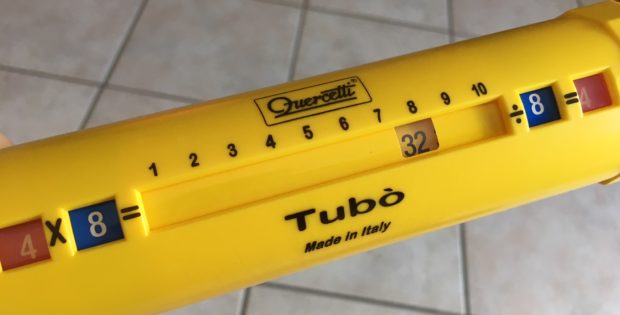 Quercetti®
1 2 3 4 5 6 7 8 9 10
4 X 8 = 32 ÷ 8 = 4
Tubò
Made in Italy